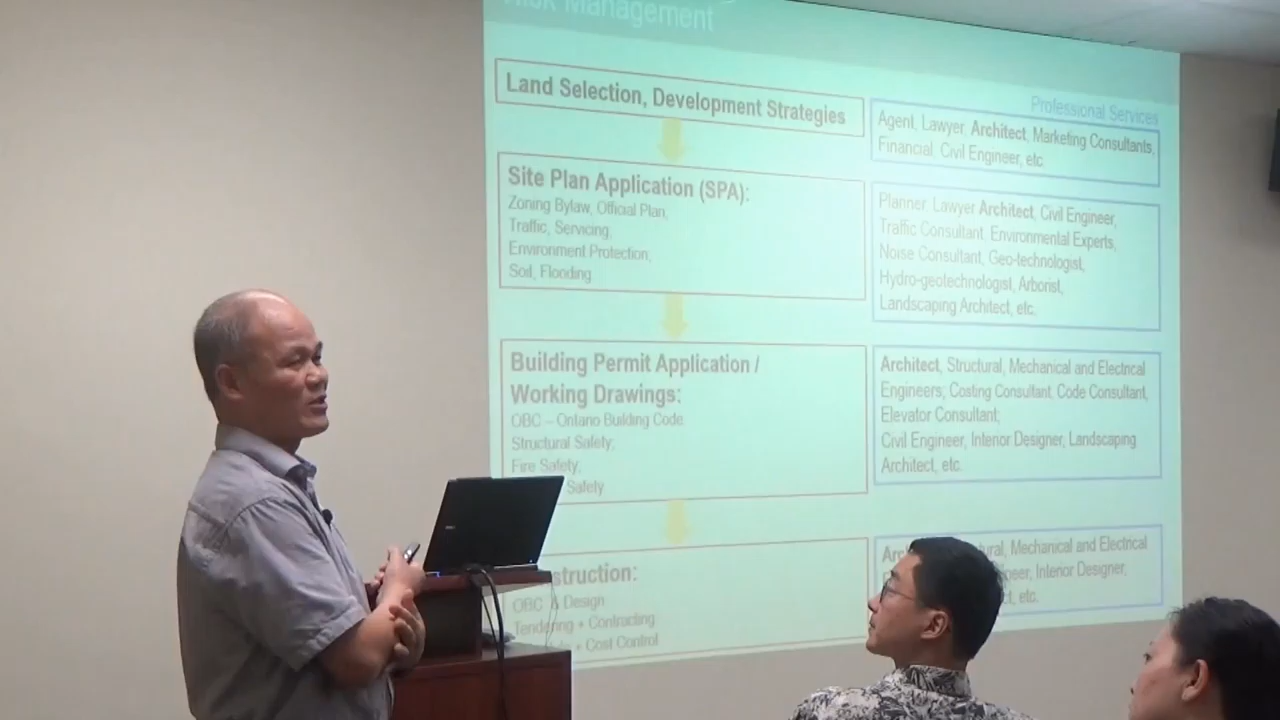 Risk Management
Land Selection, Development Strategies
Professional Services
Agent, Lawyer, Architect, Marketing Consultants,
Financial, Civil Engineer, etc.
Site Plan Application (SPA):
Zoning Bylaw, Official Plan,
Traffic, Servicing,
Environment Protection;
Soil, Flooding
Planner, Lawyer Architect, Civil Engineer,
Traffic Consultant, Environmental Experts,
Noise Consultant, Geo-technologist,
Hydro-geotechnologist, Arborist,
Landscaping Architect, etc.
Building Permit Application /
Working Drawings:
OBC – Ontario Building Code
Structural Safety;
Fire Safety;
Safety
Architect, Structural, Mechanical and Electrical
Engineers; Costing Consultant, Code Consultant,
Elevator Consultant;
Civil Engineer, Interior Designer, Landscaping
Architect, etc.
struction:
OBC & Design
Tendering + Contracting
+ Cost Control
Mechanical and Electrical
Interior Designer,
etc.